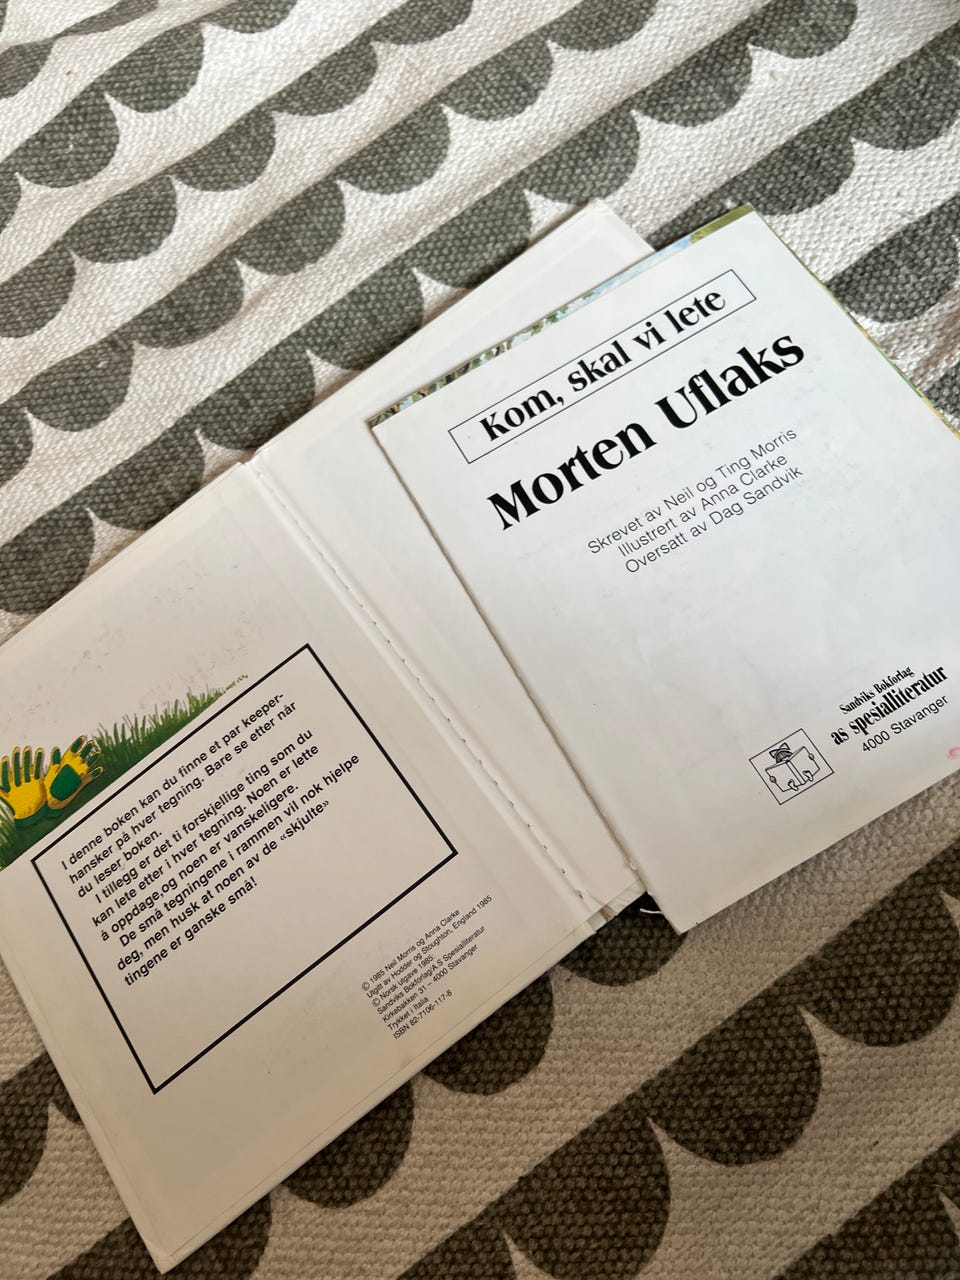 I denne boken kan du finne et par keeper-
hansker på hver tegning. Bare se etter når
du leser boken.
I tillegg er det ti forskjellige ting som du
kan lete etter i hver tegning. Noen er lette
å oppdage,og noen er vanskeligere.
De små tegningene i rammen vil nok hjelpe
deg, men husk at noen av de «skjulte»
tingene er ganske små!
© 1985 Neil Morris og Anna Clarke
Utgitt av Hodder og Stoughton, England 1985
© Norsk utgave 1985:
Sandviks Bokforlag A.S Spesialliteratur
Kirkebakken 31 – 4000 Stavanger
Trykket i Italia
ISBN 82-7106-117-8
Kom, skal vi lete
Morten Uflaks
Skrevet av Neil og Ting Morris
Illustrert av Anna Clarke
Oversatt av Dag Sandvik
Sandviks Bokforlag
as spesialliteratur
4000 Stavanger